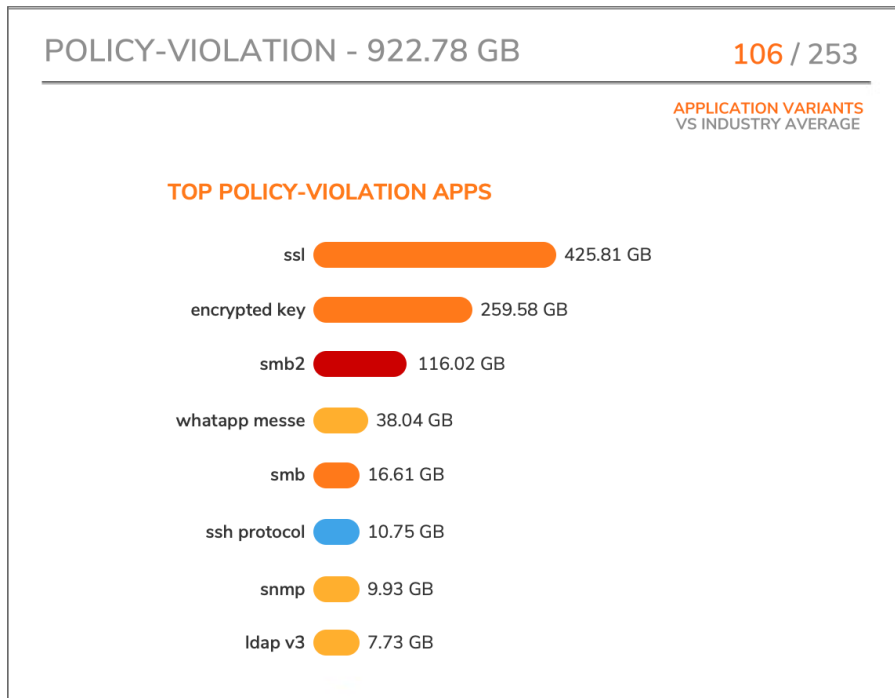 POLICY-VIOLATION - 922.78 GB
106 / 253
APPLICATION VARIANTS
VS INDUSTRY AVERAGE
TOP POLICY-VIOLATION APPS
ssl 425.81 GB
encrypted key 259.58 GB
smb2 116.02 GB
whatapp messe 38.04 GB
smb 16.61 GB
ssh protocol 10.75 GB
snmp 9.93 GB
ldap v3 7.73 GB